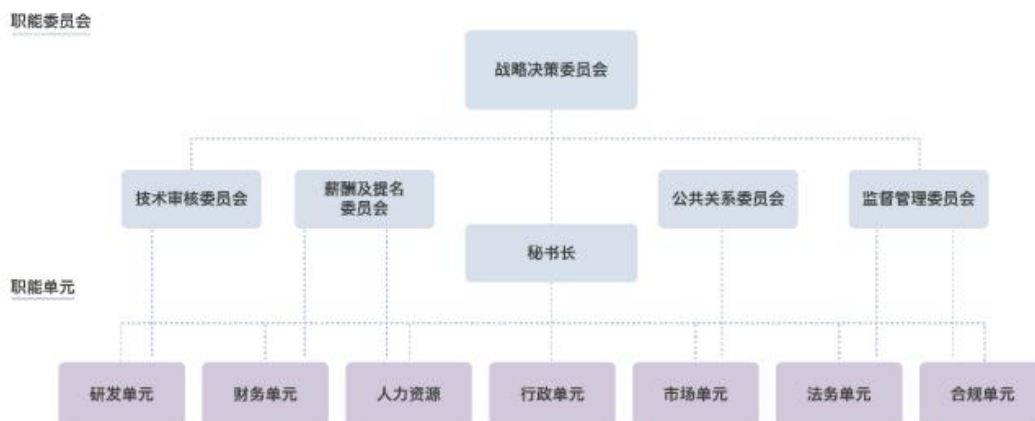 职能委员会
战略决策委员会
技术审核委员会
薪酬及提名
委员会
公共关系委员会
监督管理委员会
秘书长
职能单元
研发单元
财务单元
人力资源
行政单元
市场单元
法务单元
合规单元